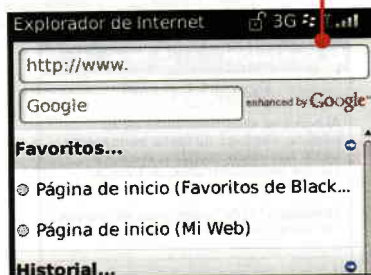 Explorador de Internet 3G
http://www.
Google enhanced by Google™
Favoritos...
Página de inicio (Favoritos de Black...
Página de inicio (Mi Web)
Historial...